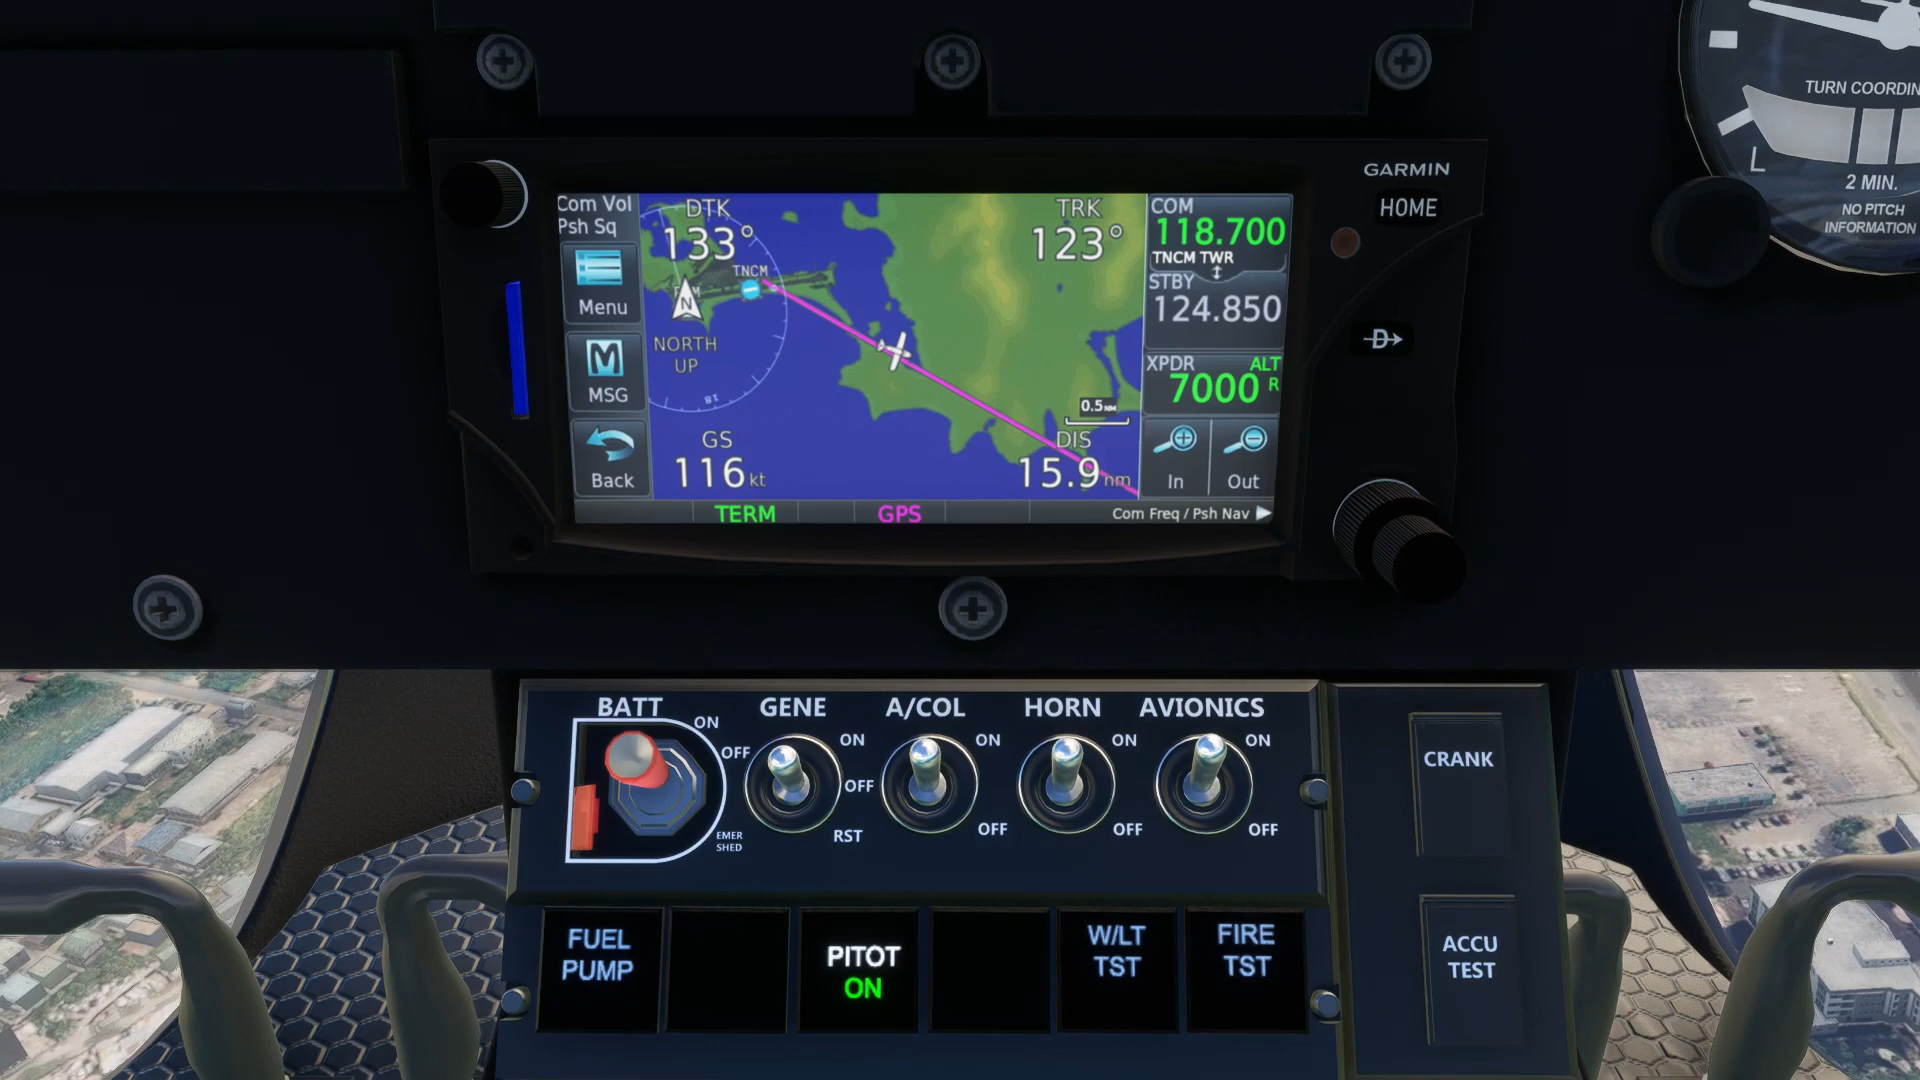 TURN COORDIN
L
2 MIN.
NO PITCH
INFORMATION
GARMIN
HOME
Com Vol
Psh Sq
Menu
MSG
Back
DTK
133°
TNCM
N
NORTH
UP
18
GS
116kt
TRK
123°
0.5NM
DIS
15.9nm
COM
118.700
TNCM TWR
STBY
124.850
XPDR
ALT
7000
R
In
Out
TERM
GPS
Com Freq / Psh Nav
D
BATT
GENE
A/COL
HORN
AVIONICS
ON
OFF
EMER
SHED
ON
OFF
RST
ON
OFF
ON
OFF
ON
OFF
CRANK
FUEL
PUMP
PITOT
ON
W/LT
TST
FIRE
TST
ACCU
TEST